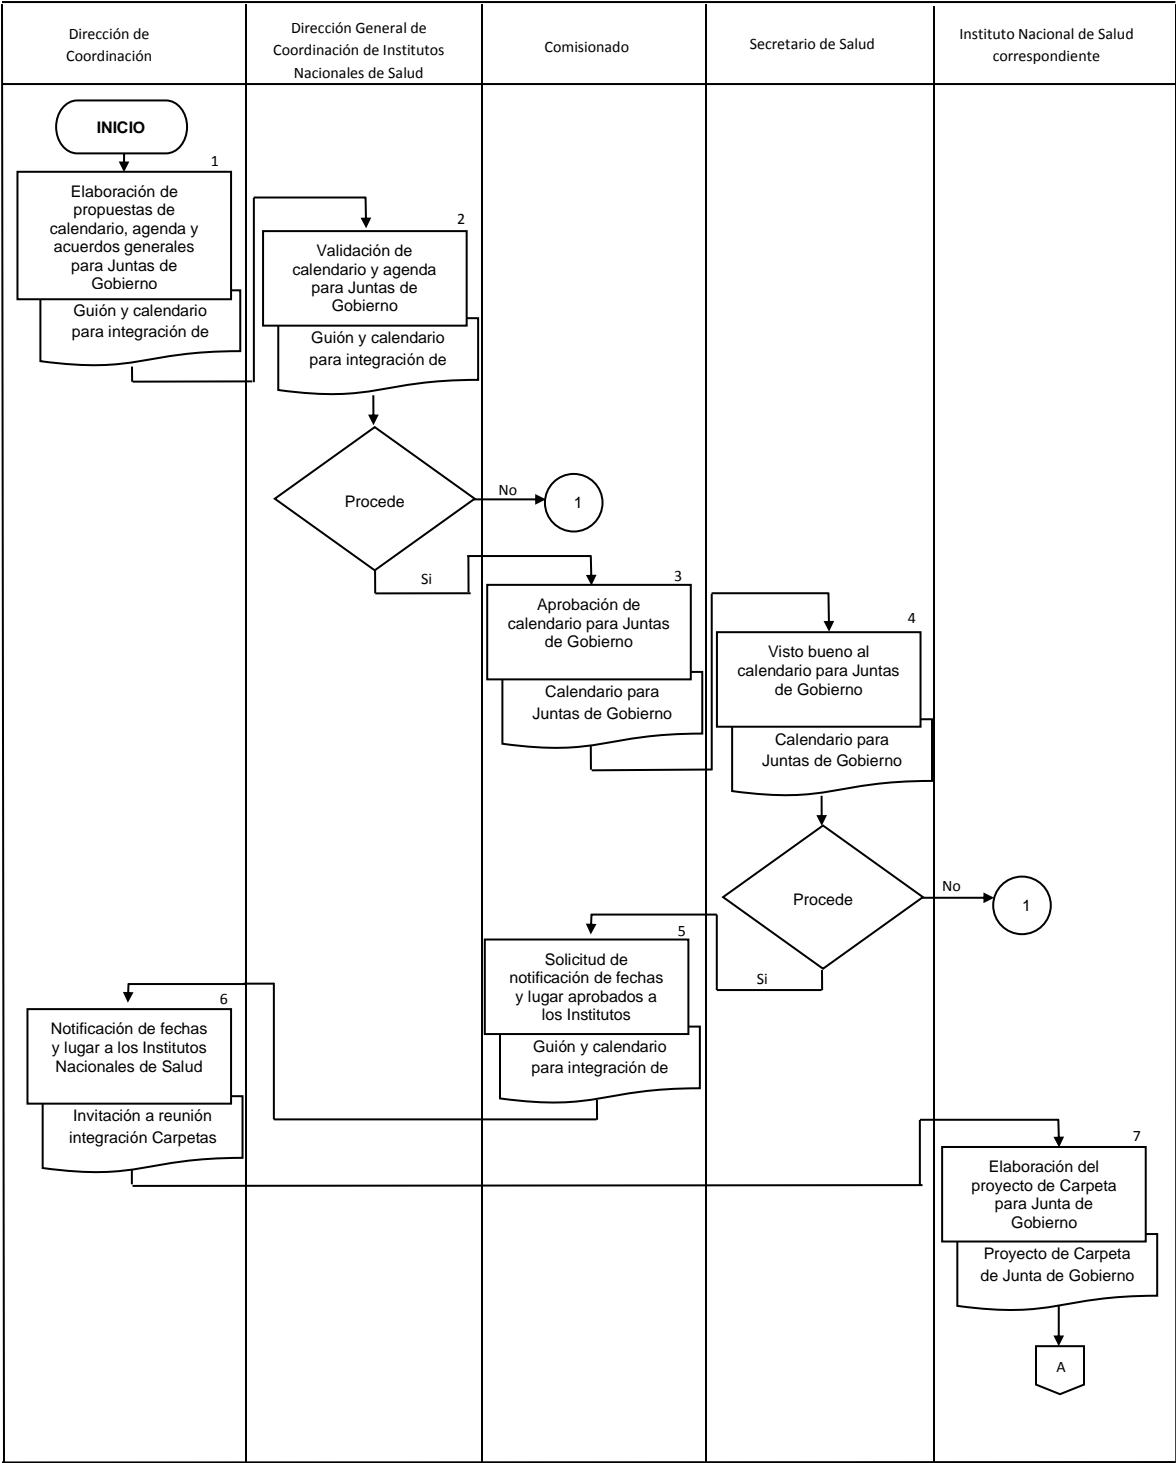 Dirección de
Coordinación
Dirección General de
Coordinación de Institutos
Nacionales de Salud
Comisionado
Secretario de Salud
Instituto Nacional de Salud
correspondiente
INICIO
1
Elaboración de
propuestas de
calendario, agenda y
acuerdos generales
para Juntas de
Gobierno
Guión y calendario
para integración de
2
Validación de
calendario y agenda
para Juntas de
Gobierno
Guión y calendario
para integración de
Procede
No
1
Si
3
Aprobación de
calendario para Juntas
de Gobierno
Calendario para
Juntas de Gobierno
4
Visto bueno al
calendario para Juntas
de Gobierno
Calendario para
Juntas de Gobierno
Procede
No
1
Si
5
Solicitud de
notificación de fechas
y lugar aprobados a
los Institutos
Guión y calendario
para integración de
6
Notificación de fechas
y lugar a los Institutos
Nacionales de Salud
Invitación a reunión
integración Carpetas
7
Elaboración del
proyecto de Carpeta
para Junta de
Gobierno
Proyecto de Carpeta
de Junta de Gobierno
A